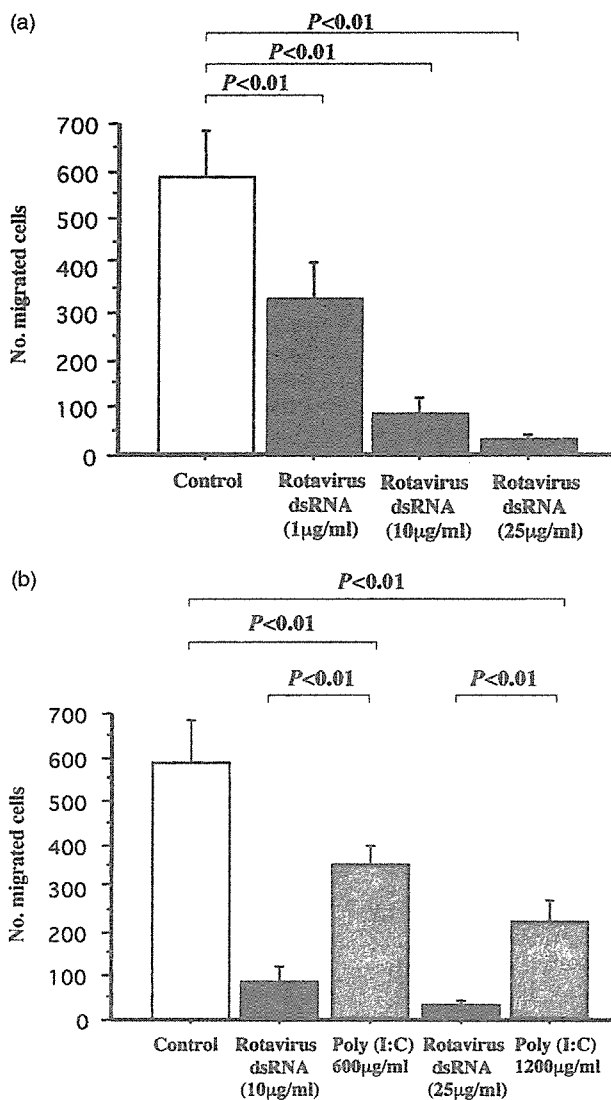 (a)
P<0.01
P<0.01
P<0.01
700
600
500
400
300
200
100
0
No. migrated cells
Control
Rotavirus dsRNA (1μg/ml)
Rotavirus dsRNA (10μg/ml)
Rotavirus dsRNA (25μg/ml)
(b)
P<0.01
P<0.01
P<0.01
P<0.01
700
600
500
400
300
200
100
0
No. migrated cells
Control
Rotavirus dsRNA (10μg/ml)
Poly (I:C) 600μg/ml
Rotavirus dsRNA (25μg/ml)
Poly (I:C) 1200μg/ml